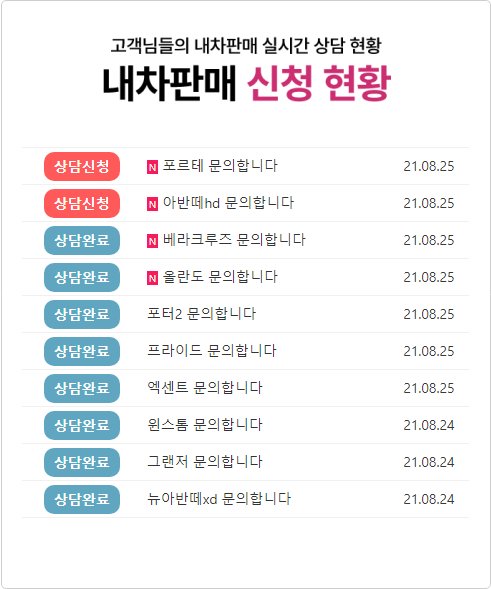 고객님들의 내차판매 실시간 상담 현황
내차판매 신청 현황
상담신청 N 포르테 문의합니다 21.08.25
상담신청 N 아반떼hd 문의합니다 21.08.25
상담완료 N 베라크루즈 문의합니다 21.08.25
상담완료 N 올란도 문의합니다 21.08.25
상담완료 포터2 문의합니다 21.08.25
상담완료 프라이드 문의합니다 21.08.25
상담완료 엑센트 문의합니다 21.08.25
상담완료 윈스톰 문의합니다 21.08.24
상담완료 그랜저 문의합니다 21.08.24
상담완료 뉴아반떼xd 문의합니다 21.08.24